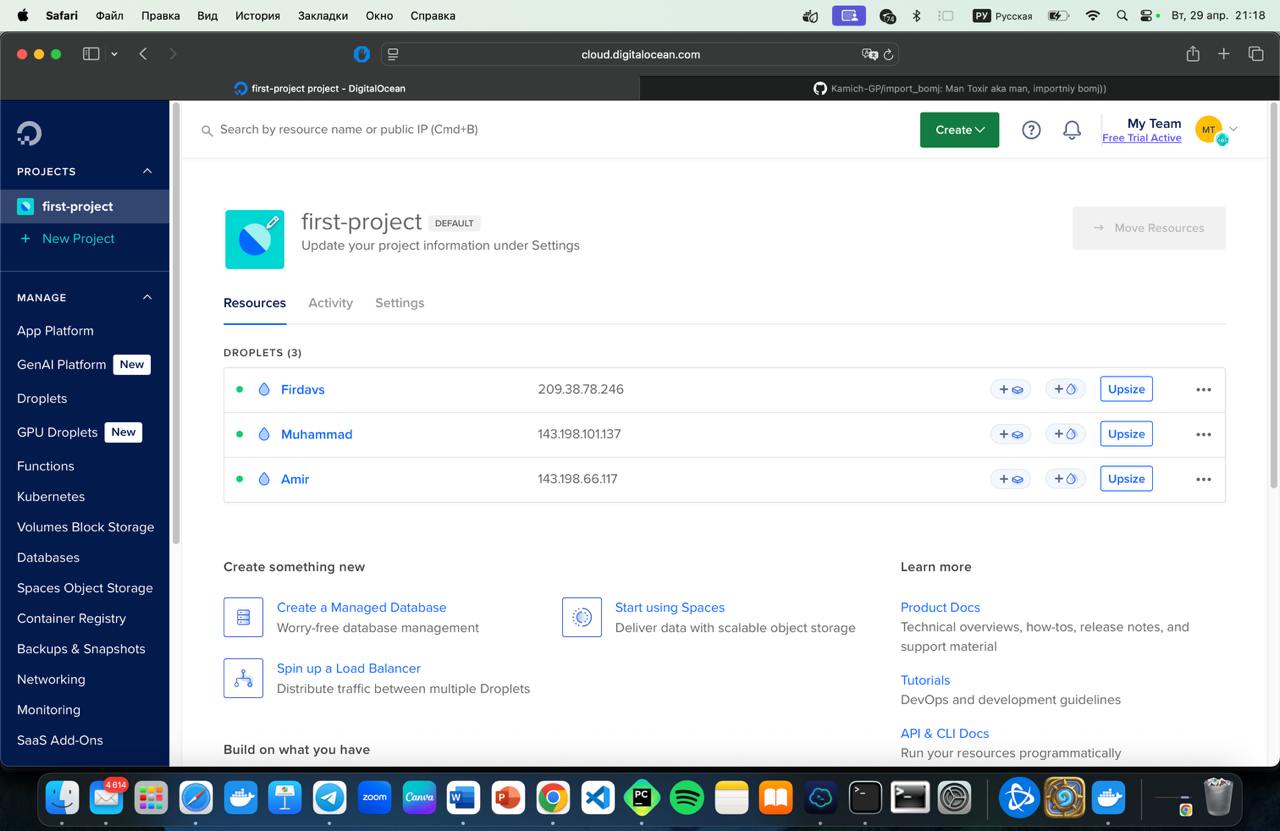 Safari Файл Правка Вид История Закладки Окно Справка 74 РУ Русская Вт, 29 апр. 21:18
cloud.digitalocean.com
first-project project - DigitalOcean
Kamich-GP/import_bomj: Man Toxir aka man, importniy bomj))
Search by resource name or public IP (Cmd+B)
Create
My Team
Free Trial Active
MT
PROJECTS
first-project
+ New Project
MANAGE
App Platform
GenAI Platform New
Droplets
GPU Droplets New
Functions
Kubernetes
Volumes Block Storage
Databases
Spaces Object Storage
Container Registry
Backups & Snapshots
Networking
Monitoring
SaaS Add-Ons
first-project DEFAULT
Update your project information under Settings
→ Move Resources
Resources Activity Settings
DROPLETS (3)
Firdavs 209.38.78.246 Upsize
Muhammad 143.198.101.137 Upsize
Amir 143.198.66.117 Upsize
Create something new
Create a Managed Database
Worry-free database management
Start using Spaces
Deliver data with scalable object storage
Spin up a Load Balancer
Distribute traffic between multiple Droplets
Build on what you have
Learn more
Product Docs
Technical overviews, how-tos, release notes, and
support material
Tutorials
DevOps and development guidelines
API & CLI Docs
Run your resources programmatically
4 614
zoom
Canva
W
P
PC